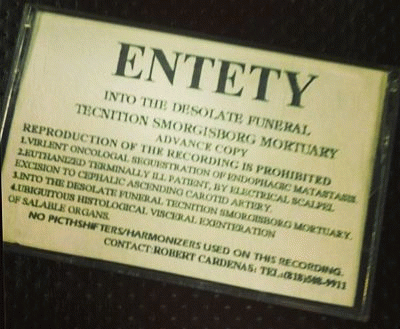 ENTETY
INTO THE DESOLATE FUNERAL
TECNITION SMORGISBORG MORTUARY
ADVANCE COPY
REPRODUCTION OF THE RECORDING IS PROHIBITED
1.VIRLENT ONCOLOGAL SEQUESTRATION OF ENDOPHAGIC MATASTASIS.
2.EUTHANIZED TERMINALLY ILL PATIENT, BY ELECTRICAL SCALPEL
EXCISION TO CEPHALIC ASCENDING CAROTID ARTERY.
3.INTO THE DESOLATE FUNERAL TECNITION SMORGISBORG MORTUARY.
4.UBIGUITOUS HISTOLOGICAL VISCERAL EXENTERATION
OF SALABLE ORGANS.
NO PICTHSHIFTERS/HARMONIZERS USED ON THIS RECORDING.
CONTACT:ROBERT CARDENAS: TEL:(818)508-9911